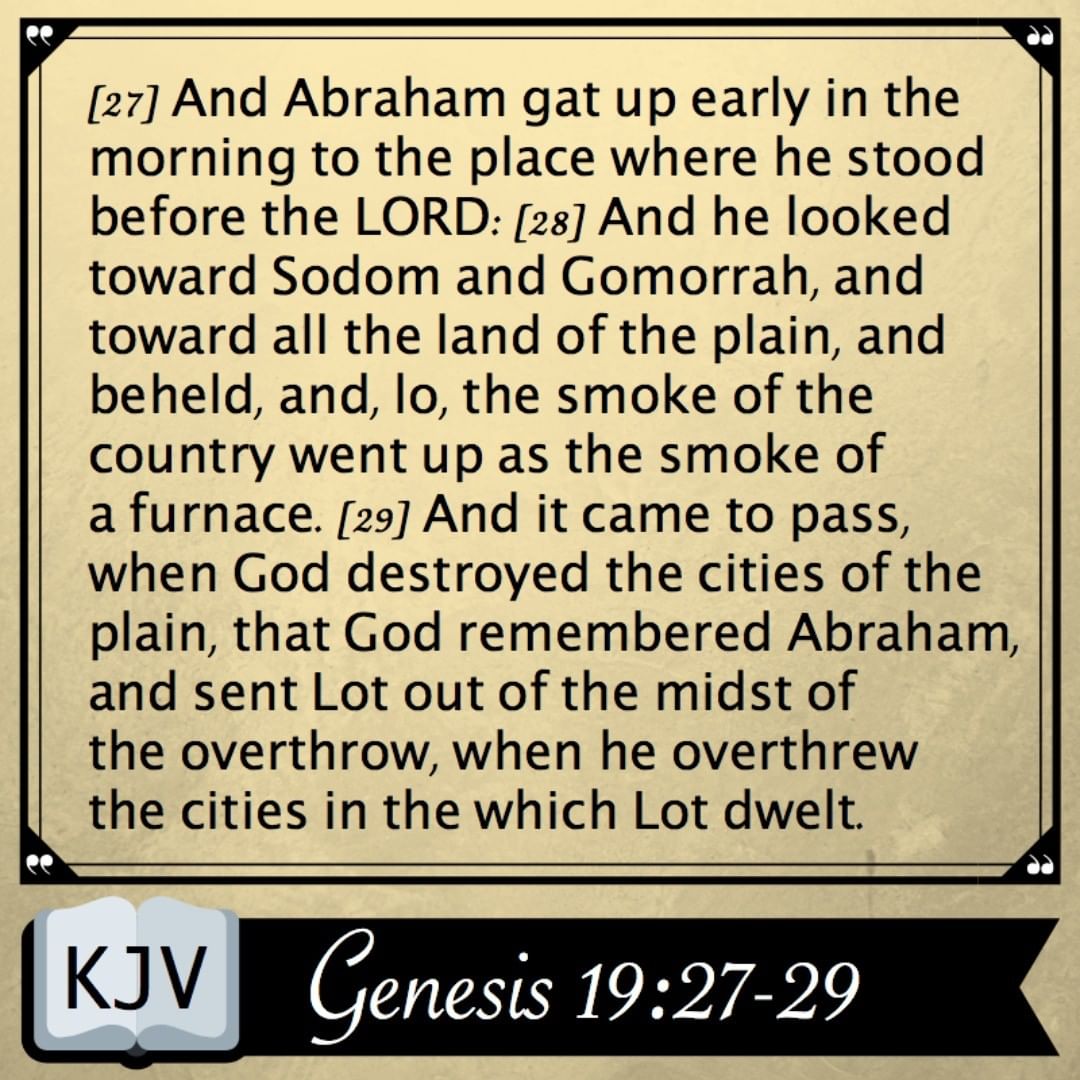 [27] And Abraham gat up early in the
morning to the place where he stood
before the LORD: [28] And he looked
toward Sodom and Gomorrah, and
toward all the land of the plain, and
beheld, and, lo, the smoke of the
country went up as the smoke of
a furnace. [29] And it came to pass,
when God destroyed the cities of the
plain, that God remembered Abraham,
and sent Lot out of the midst of
the overthrow, when he overthrew
the cities in the which Lot dwelt.
KJV
Genesis 19:27-29